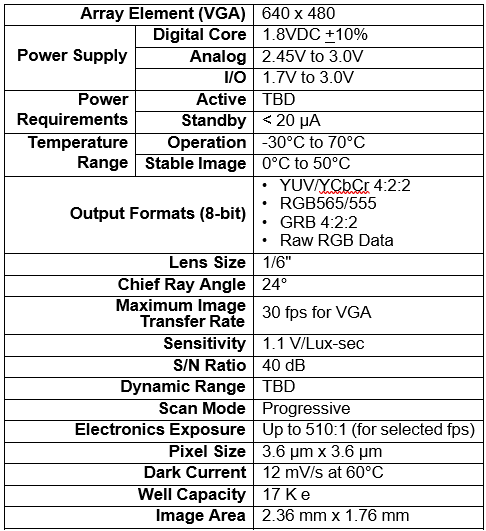 Array Element (VGA) 640 x 480
Power Supply Digital Core 1.8VDC ±10%
Analog 2.45V to 3.0V
I/O 1.7V to 3.0V
Power Requirements Active TBD
Standby < 20 µA
Temperature Range Operation -30°C to 70°C
Stable Image 0°C to 50°C
Output Formats (8-bit)
• YUV/YCbCr 4:2:2
• RGB565/555
• GRB 4:2:2
• Raw RGB Data
Lens Size 1/6"
Chief Ray Angle 24°
Maximum Image
Transfer Rate 30 fps for VGA
Sensitivity 1.1 V/Lux-sec
S/N Ratio 40 dB
Dynamic Range TBD
Scan Mode Progressive
Electronics Exposure Up to 510:1 (for selected fps)
Pixel Size 3.6 µm x 3.6 µm
Dark Current 12 mV/s at 60°C
Well Capacity 17 K e
Image Area 2.36 mm x 1.76 mm